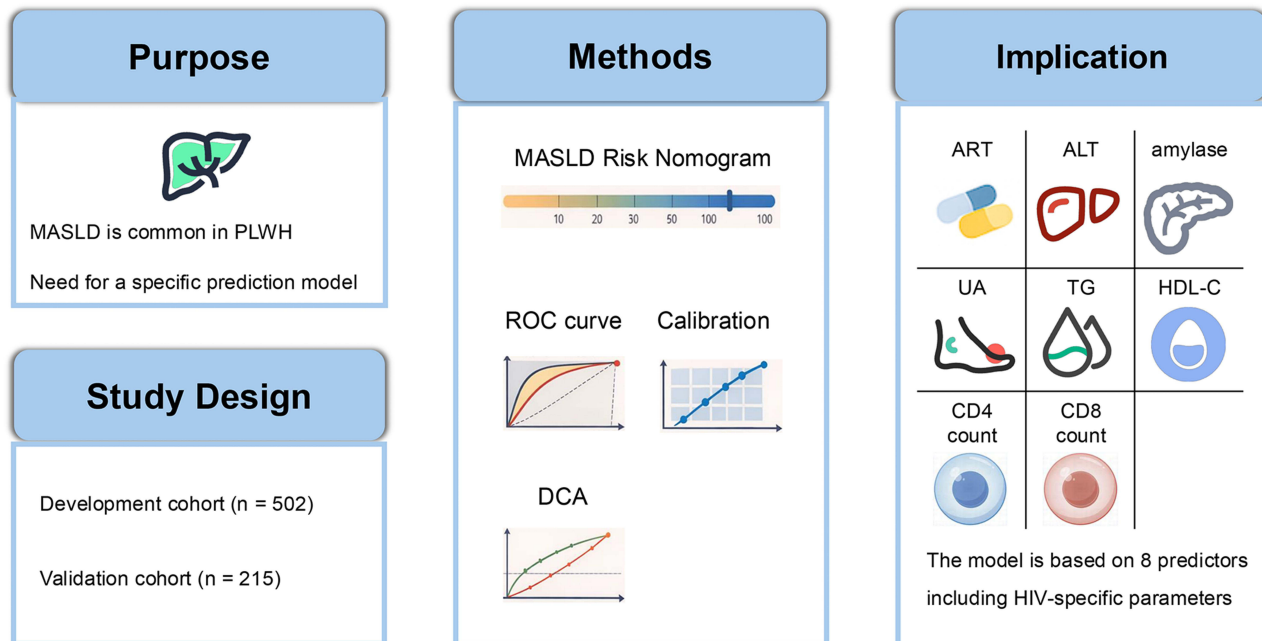 Purpose
MASLD is common in PLWH
Need for a specific prediction model
Study Design
Development cohort (n = 502)
Validation cohort (n = 215)
Methods
MASLD Risk Nomogram
10 20 30 50 100 100
ROC curve Calibration
DCA
Implication
ART ALT amylase
UA TG HDL-C
CD4 CD8
count count
The model is based on 8 predictors
including HIV-specific parameters